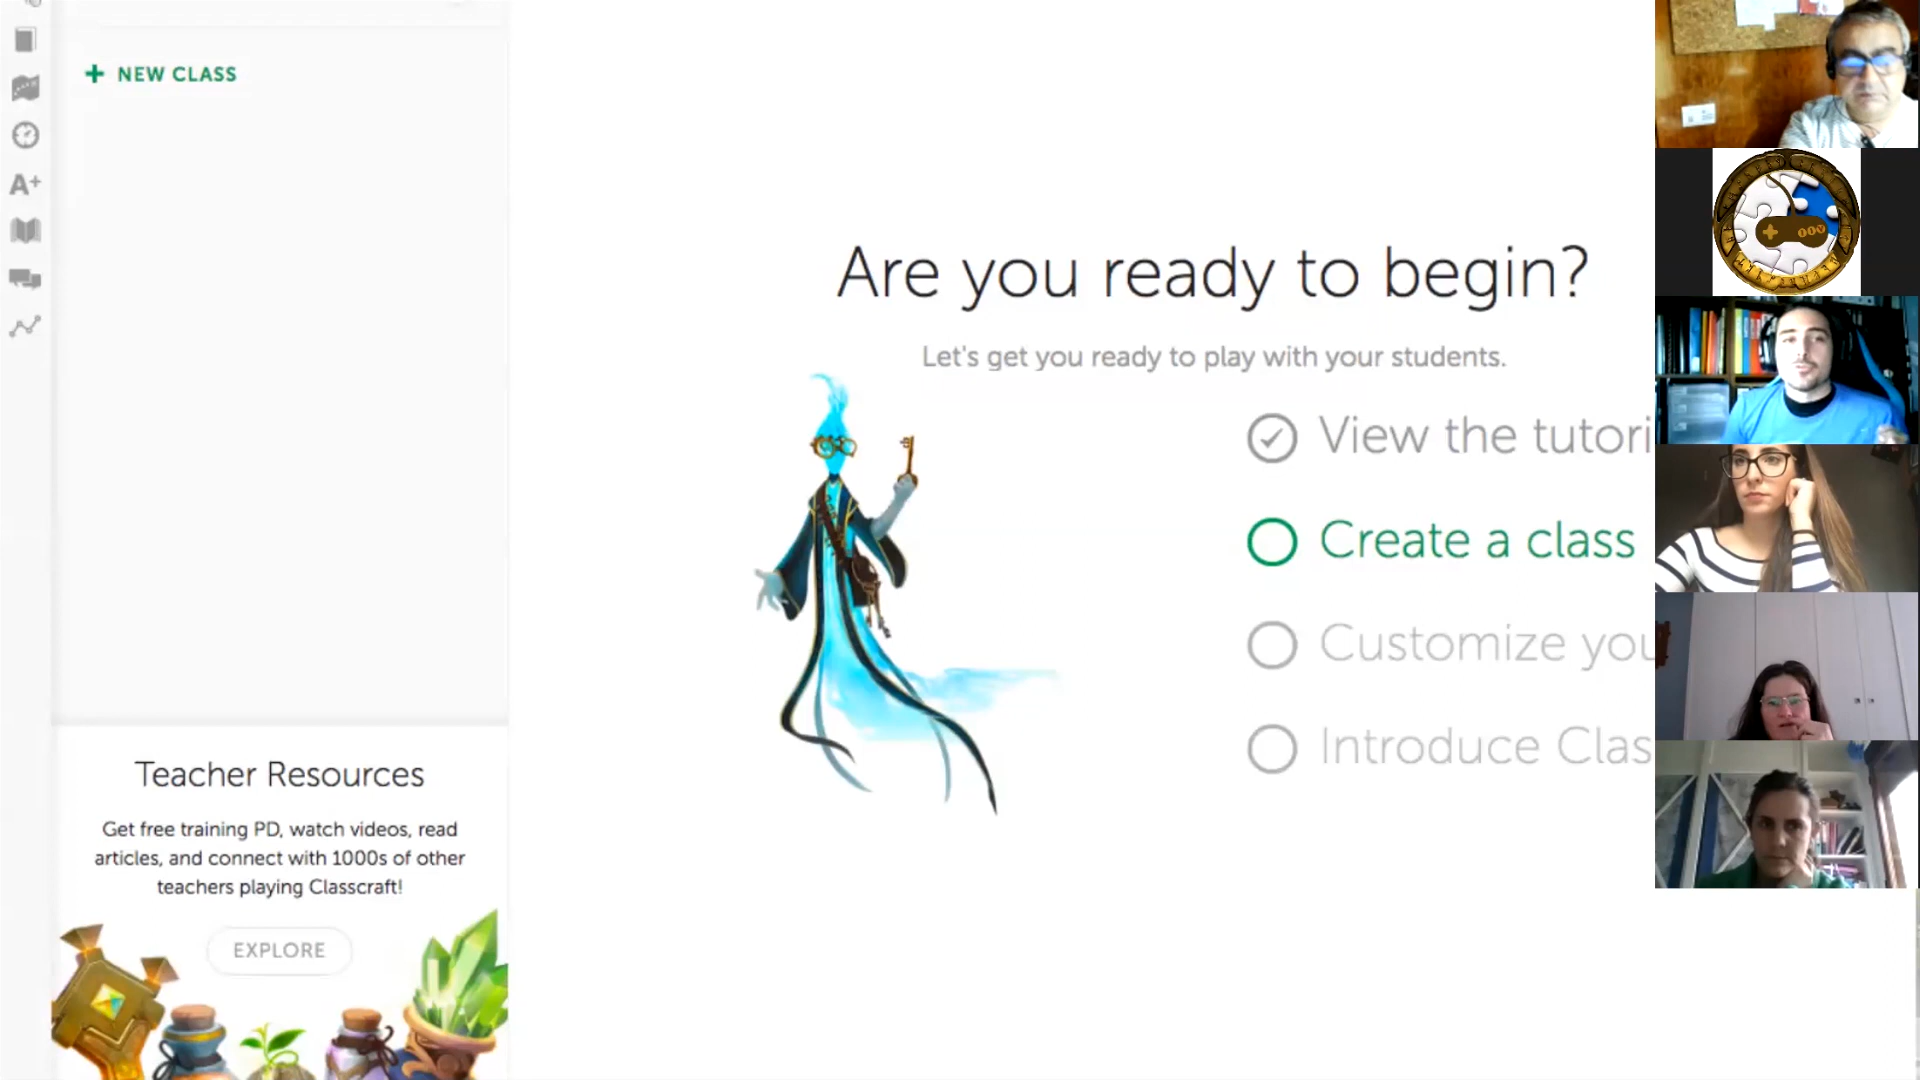 NEW CLASS
A+
Are you ready to begin?
Let's get you ready to play with your students.
View the tutori
Create a class
Customize you
Introduce Clas
Teacher Resources
Get free training PD, watch videos, read
articles, and connect with 1000s of other
teachers playing Classcraft!
EXPLORE